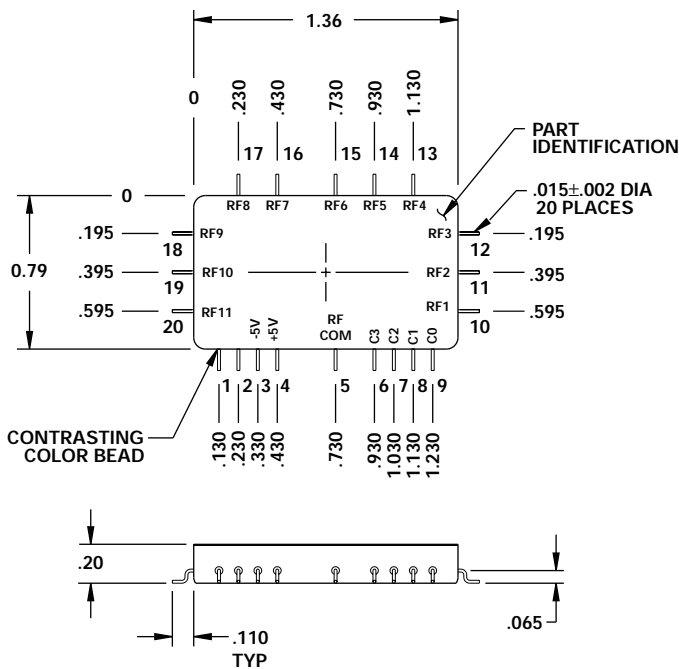 1.36
0
.230
.430
.730
.930
1.130
17
16
15
14
13
PART
IDENTIFICATION
0
RF8
RF7
RF6
RF5
RF4
.015±.002 DIA
20 PLACES
.195
18
RF9
RF3
12
.195
0.79
.395
19
RF10
RF2
11
.395
.595
20
RF11
-5V
+5V
RF
COM
C3
C2
C1
C0
RF1
10
.595
1
2
3
4
5
6
7
8
9
CONTRASTING
COLOR BEAD
.130
.230
.330
.430
.730
.930
1.030
1.130
1.230
.20
.110
TYP
.065